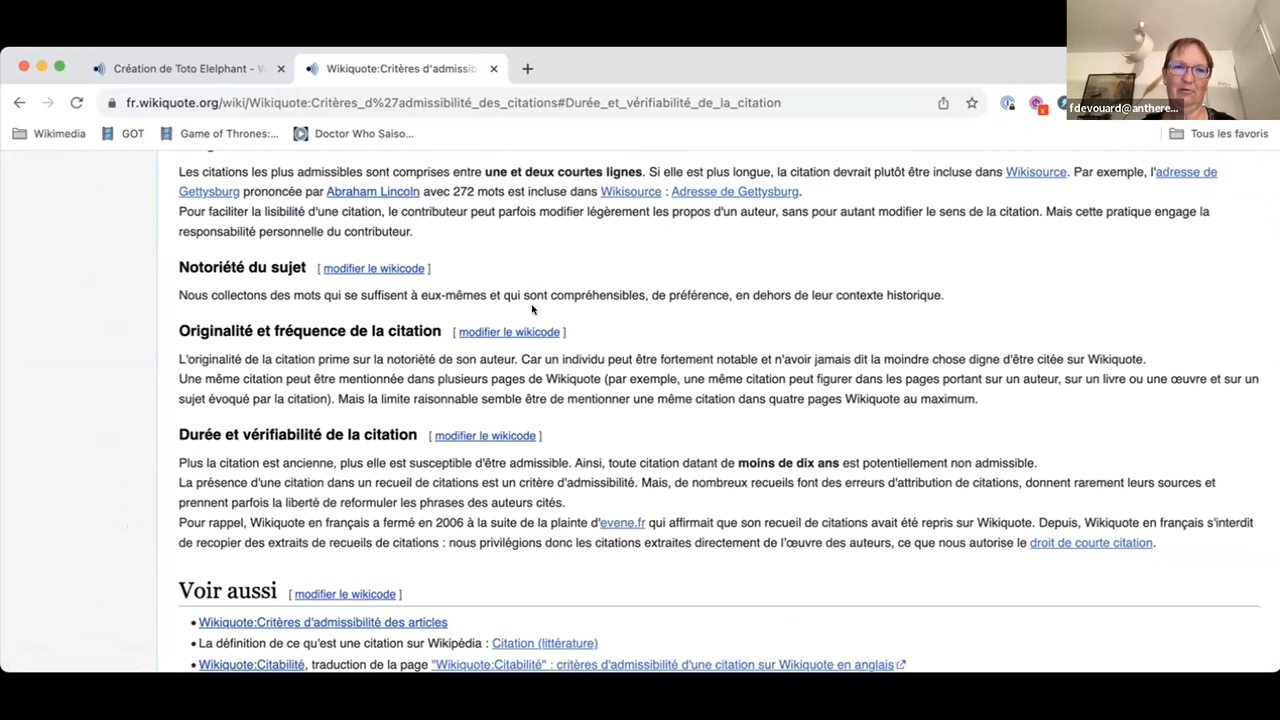 Création de Toto Elelphant - W
Wikiquote:Critères d'admissib
fdevouard@anthere...
fr.wikiquote.org/wiki/Wikiquote:Critères_d%27admissibilité_des_citations#Durée_et_vérifiabilité_de_la_citation
Wikimedia GOT Game of Thrones:... Doctor Who Saiso... Tous les favoris
Les citations les plus admissibles sont comprises entre une et deux courtes lignes. Si elle est plus longue, la citation devrait plutôt être incluse dans Wikisource. Par exemple, l'adresse de
Gettysburg prononcée par Abraham Lincoln avec 272 mots est incluse dans Wikisource : Adresse de Gettysburg.
Pour faciliter la lisibilité d'une citation, le contributeur peut parfois modifier légèrement les propos d'un auteur, sans pour autant modifier le sens de la citation. Mais cette pratique engage la
responsabilité personnelle du contributeur.
Notoriété du sujet [ modifier le wikicode ]
Nous collectons des mots qui se suffisent à eux-mêmes et qui sont compréhensibles, de préférence, en dehors de leur contexte historique.
Originalité et fréquence de la citation [ modifier le wikicode ]
L'originalité de la citation prime sur la notoriété de son auteur. Car un individu peut être fortement notable et n'avoir jamais dit la moindre chose digne d'être citée sur Wikiquote.
Une même citation peut être mentionnée dans plusieurs pages de Wikiquote (par exemple, une même citation peut figurer dans les pages portant sur un auteur, sur un livre ou une œuvre et sur un
sujet évoqué par la citation). Mais la limite raisonnable semble être de mentionner une même citation dans quatre pages Wikiquote au maximum.
Durée et vérifiabilité de la citation [ modifier le wikicode ]
Plus la citation est ancienne, plus elle est susceptible d'être admissible. Ainsi, toute citation datant de moins de dix ans est potentiellement non admissible.
La présence d'une citation dans un recueil de citations est un critère d'admissibilité. Mais, de nombreux recueils font des erreurs d'attribution de citations, donnent rarement leurs sources et
prennent parfois la liberté de reformuler les phrases des auteurs cités.
Pour rappel, Wikiquote en français a fermé en 2006 à la suite de la plainte d'evene.fr qui affirmait que son recueil de citations avait été repris sur Wikiquote. Depuis, Wikiquote en français s'interdit
de recopier des extraits de recueils de citations : nous privilégions donc les citations extraites directement de l'œuvre des auteurs, ce que nous autorise le droit de courte citation.
Voir aussi [ modifier le wikicode ]
• Wikiquote:Critères d'admissibilité des articles
• La définition de ce qu'est une citation sur Wikipédia : Citation (littérature)
• Wikiquote:Citabilité, traduction de la page "Wikiquote:Citabilité" : critères d'admissibilité d'une citation sur Wikiquote en anglais